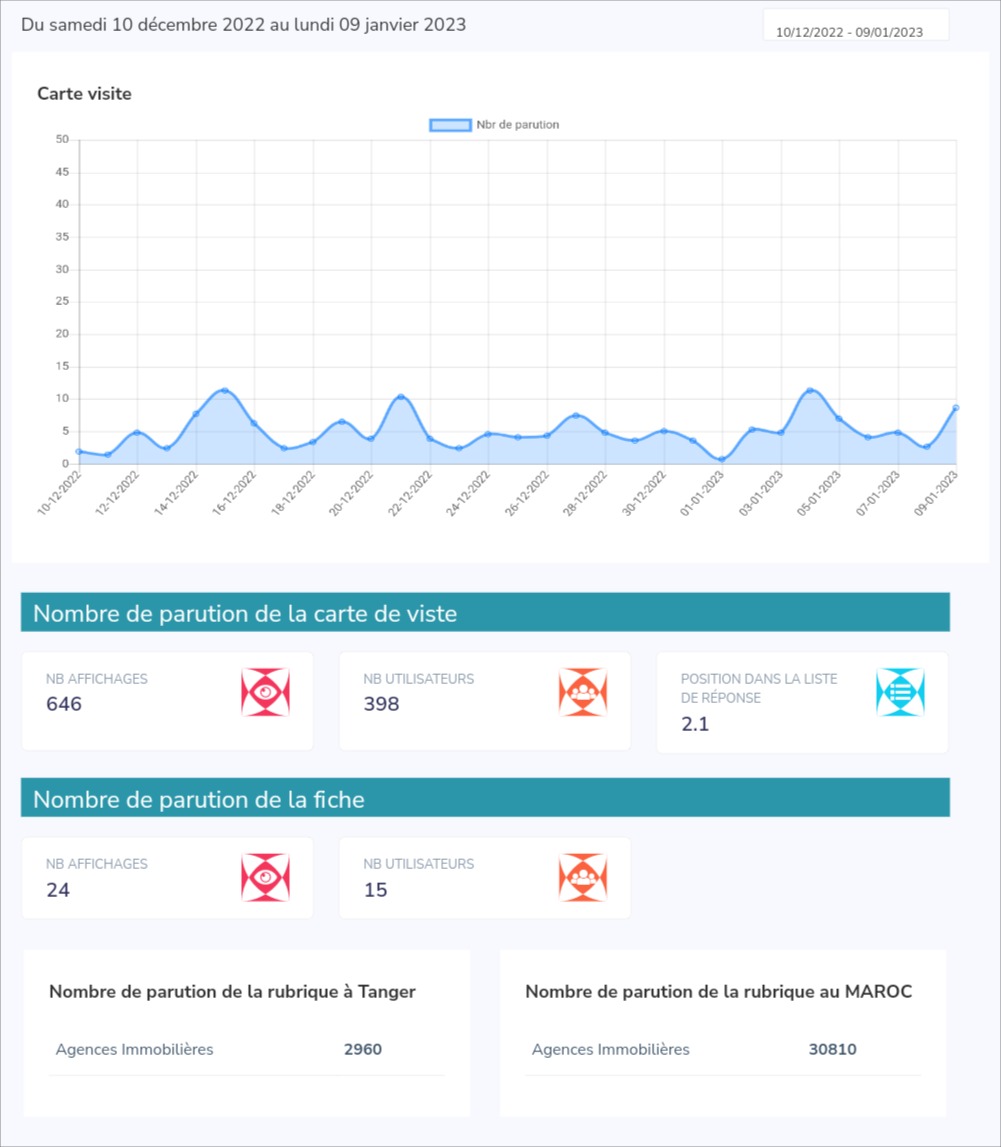 Du samedi 10 décembre 2022 au lundi 09 janvier 2023
10/12/2022 - 09/01/2023
Carte visite
Nbr de parution
50
45
40
35
30
25
20
15
10
5
0
10-12-2022
12-12-2022
14-12-2022
16-12-2022
18-12-2022
20-12-2022
22-12-2022
24-12-2022
26-12-2022
28-12-2022
30-12-2022
01-01-2023
03-01-2023
05-01-2023
07-01-2023
09-01-2023
Nombre de parution de la carte de viste
NB AFFICHAGES
646
NB UTILISATEURS
398
POSITION DANS LA LISTE
DE RÉPONSE
2.1
Nombre de parution de la fiche
NB AFFICHAGES
24
NB UTILISATEURS
15
Nombre de parution de la rubrique à Tanger
Agences Immobilières 2960
Nombre de parution de la rubrique au MAROC
Agences Immobilières 30810